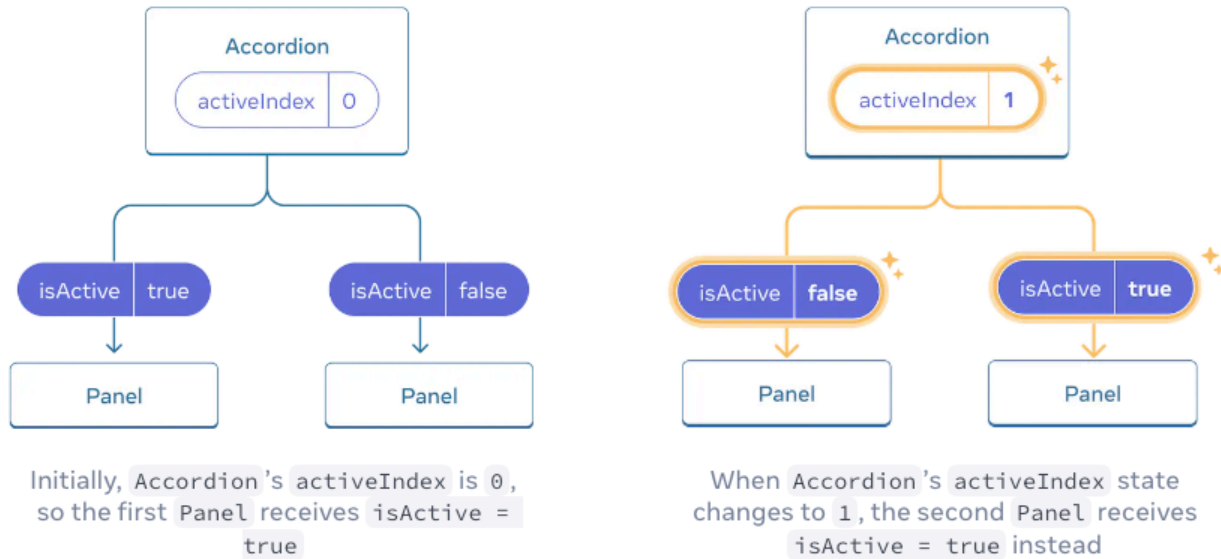 Accordion
activeIndex 0
isActive true
isActive false
Panel
Panel
Initially, Accordion's activeIndex is 0,
so the first Panel receives isActive =
true
Accordion
activeIndex 1
isActive false
isActive true
Panel
Panel
When Accordion's activeIndex state
changes to 1, the second Panel receives
isActive = true instead